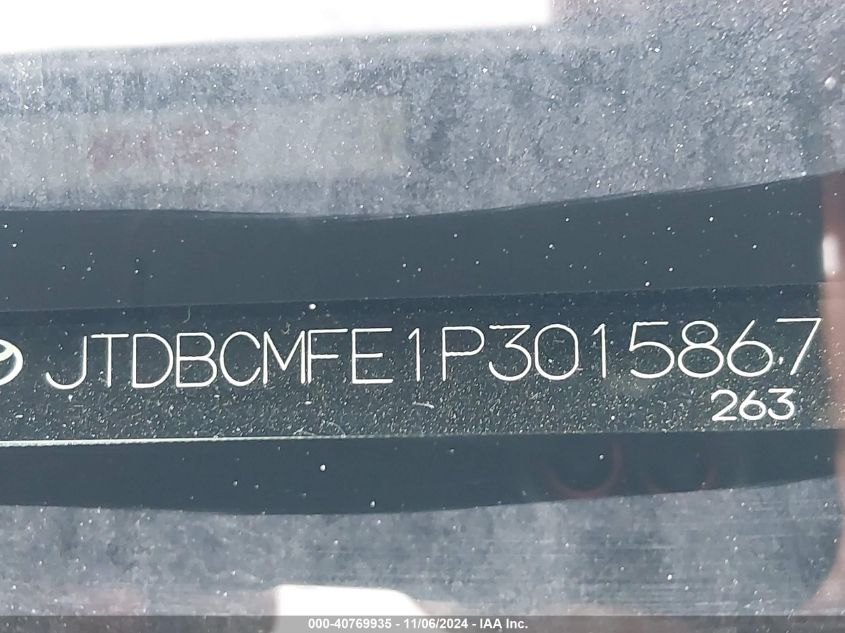 JTDBCMFE1P3015867
263
000-40769935 - 11/06/2024 - IAA Inc.